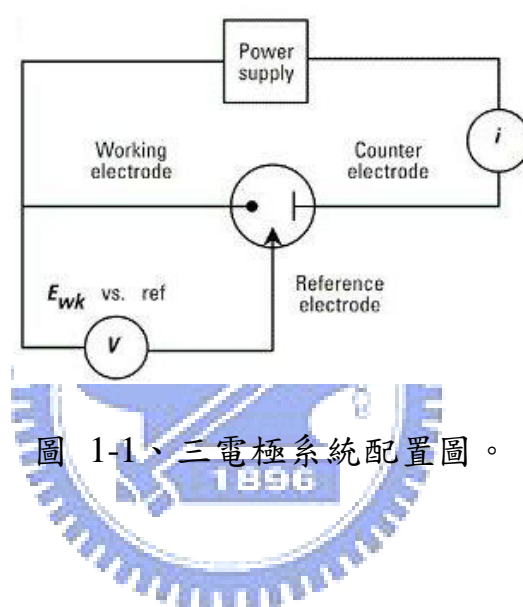 Power
supply
i
Working
electrode
Counter
electrode
E wk vs. ref
Reference
electrode
V
圖 1-1、三電極系統配置圖。
1896